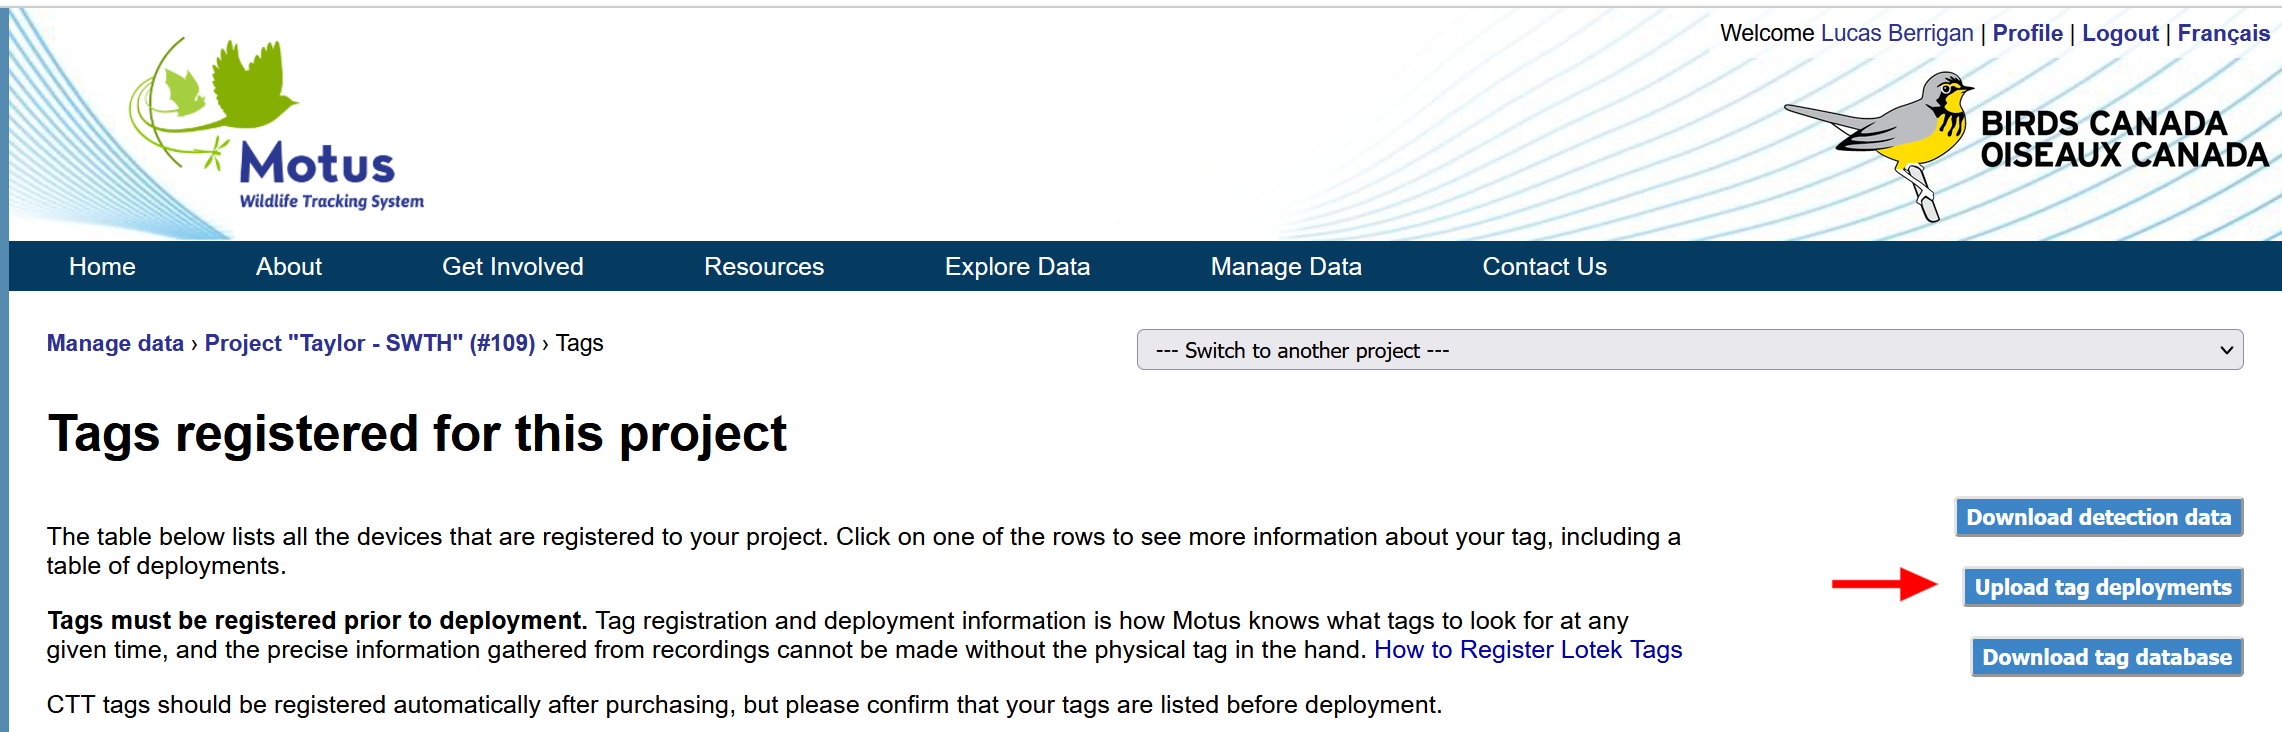 Welcome Lucas Berrigan | Profile | Logout | Français
Motus
Wildlife Tracking System
BIRDS CANADA
OISEAUX CANADA
Home About Get Involved Resources Explore Data Manage Data Contact Us
Manage data › Project "Taylor - SWTH" (#109) › Tags
--- Switch to another project ---
Tags registered for this project
The table below lists all the devices that are registered to your project. Click on one of the rows to see more information about your tag, including a
table of deployments.
Tags must be registered prior to deployment. Tag registration and deployment information is how Motus knows what tags to look for at any
given time, and the precise information gathered from recordings cannot be made without the physical tag in the hand. How to Register Lotek Tags
CTT tags should be registered automatically after purchasing, but please confirm that your tags are listed before deployment.
Download detection data
Upload tag deployments
Download tag database